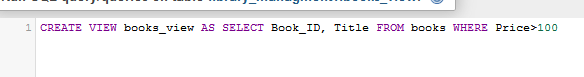 1 CREATE VIEW books_view AS SELECT Book_ID, Title FROM books WHERE Price>100